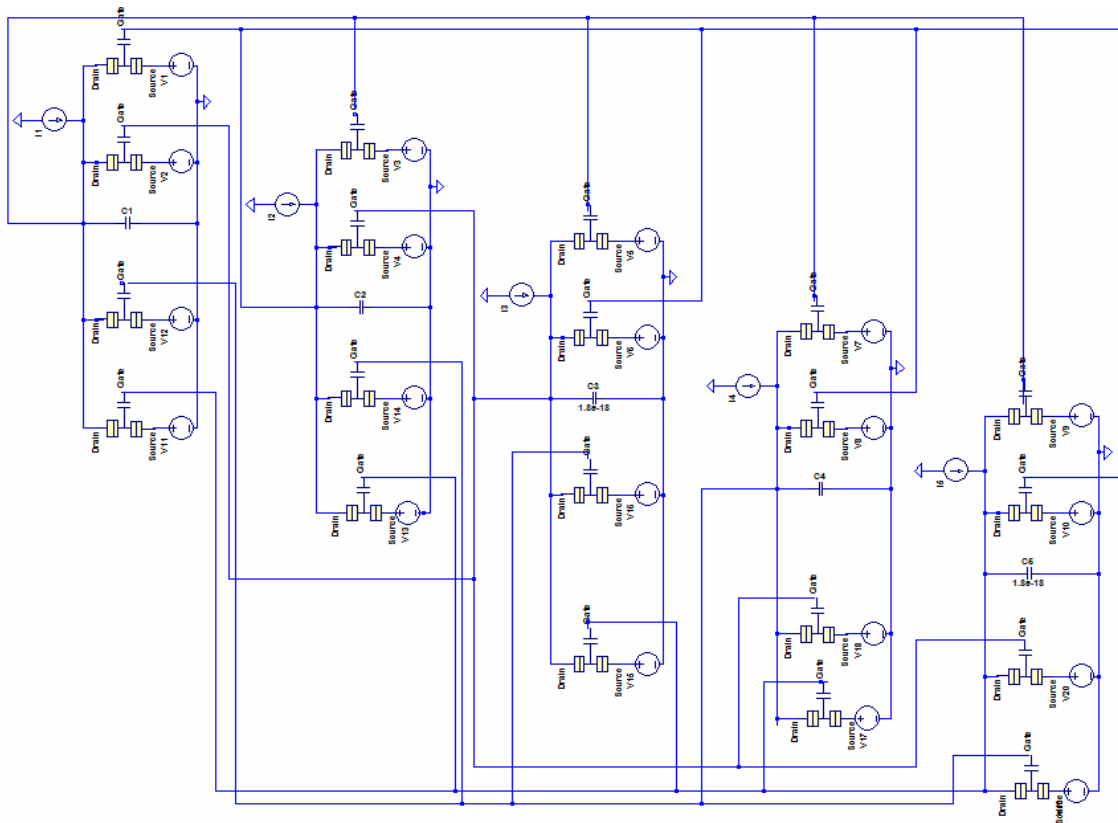 Gate
Drain
Source
V1
I1
Gate
Drain
Source
V2
C1
Gate
Drain
Source
V12
Gate
Drain
Source
V11
Gate
Drain
Source
V3
I2
Gate
Drain
Source
V4
C2
Gate
Drain
Source
V14
Gate
Drain
Source
V13
Gate
Drain
Source
V5
I3
Gate
Drain
Source
V6
C3
1.8e-18
Gate
Drain
Source
V16
Gate
Drain
Source
V15
Gate
Drain
Source
V7
I4
Gate
Drain
Source
V8
C4
Gate
Drain
Source
V18
Gate
Drain
Source
V17
Gate
Drain
Source
V9
I5
Gate
Drain
Source
V10
C5
1.8e-18
Gate
Drain
Source
V20
Gate
Drain
Source